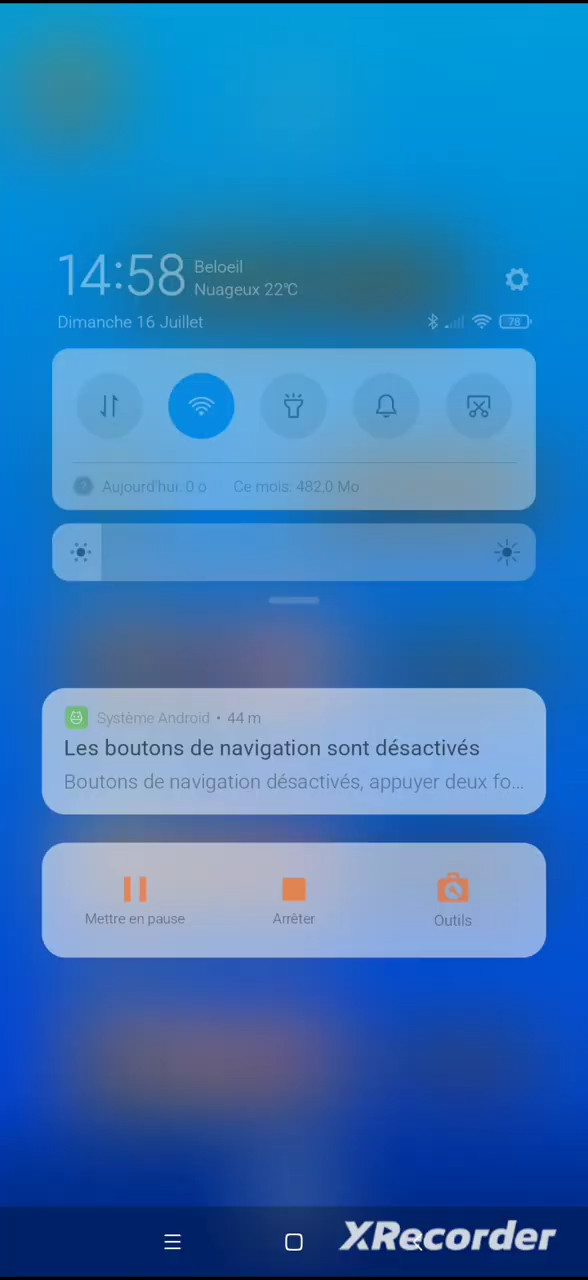 14:58
Beloeil
Nuageux 22℃
Dimanche 16 Juillet
78
Aujourd'hui: 0 o
Ce mois: 482,0 Mo
Système Android • 44 m
Les boutons de navigation sont désactivés
Boutons de navigation désactivés, appuyer deux fo...
Mettre en pause
Arrêter
Outils
XRecorder